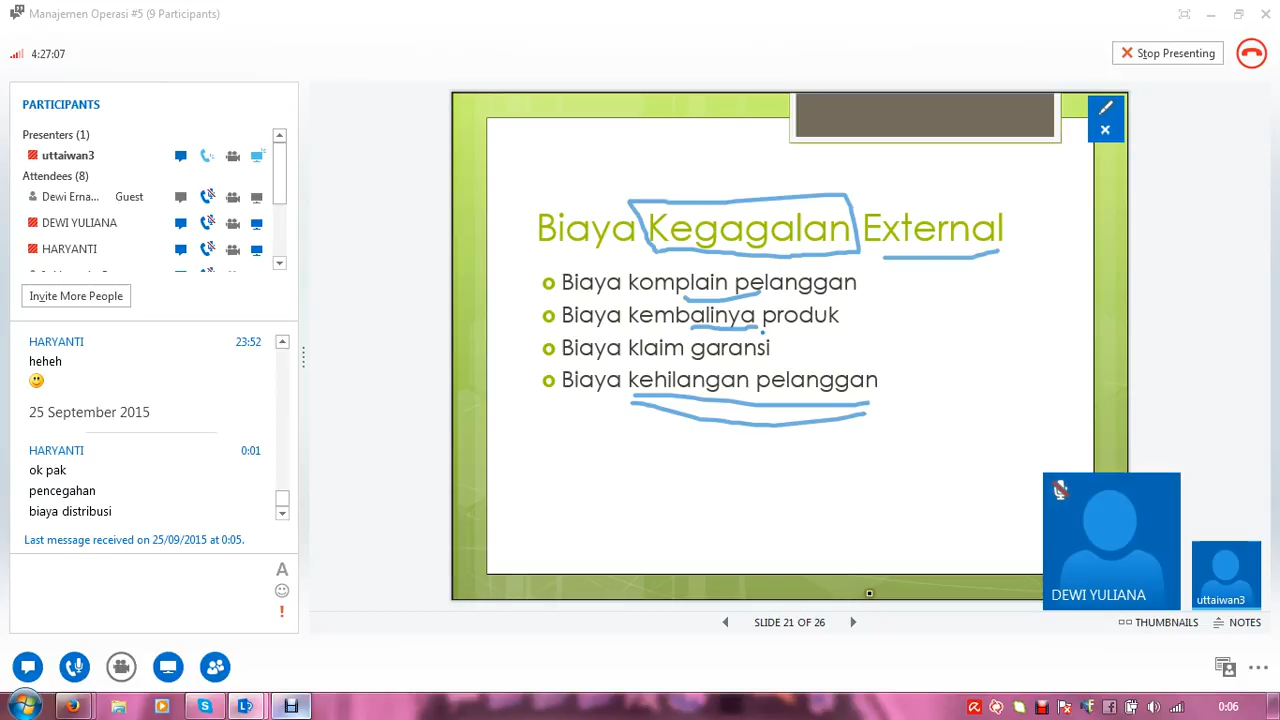 Manajemen Operasi #5 (9 Participants)
4:27:07
Stop Presenting
PARTICIPANTS
Presenters (1)
uttaiwan3
Attendees (8)
Dewi Erna... Guest
DEWI YULIANA
HARYANTI
Invite More People
HARYANTI 23:52
heheh
25 September 2015
HARYANTI 0:01
ok pak
pencegahan
biaya distribusi
Last message received on 25/09/2015 at 0:05.
A
!
Biaya Kegagalan External
Biaya komplain pelanggan
Biaya kembalinya produk
Biaya klaim garansi
Biaya kehilangan pelanggan
DEWI YULIANA
uttaiwan3
SLIDE 21 OF 26
THUMBNAILS
NOTES
0:06